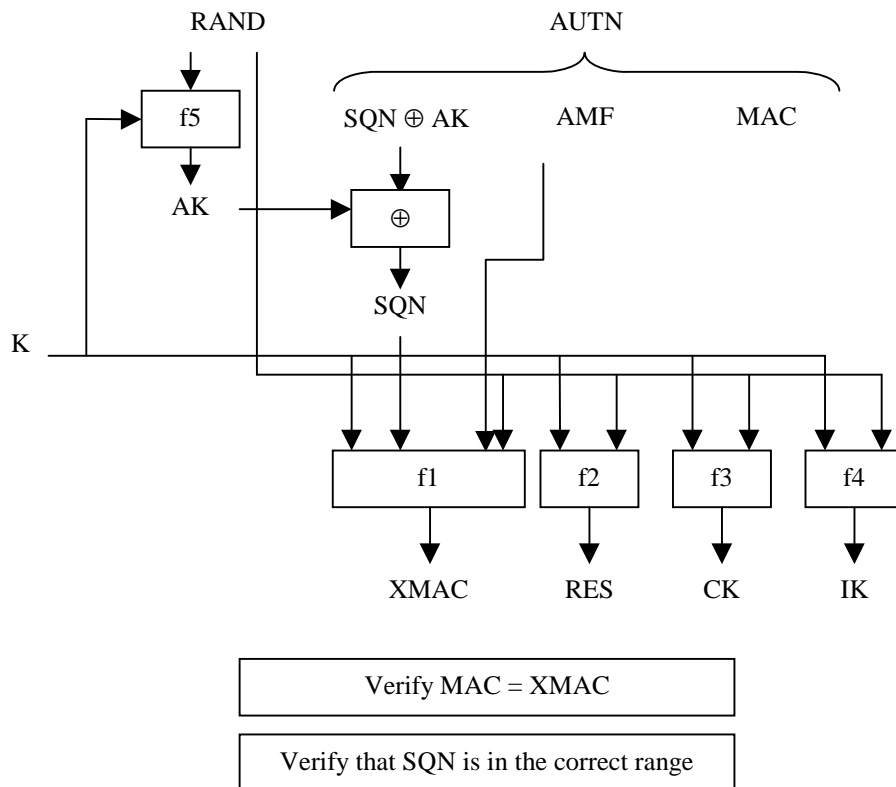 RAND AUTN
f5 SQN ⊕ AK AMF MAC
AK ⊕
SQN
K
f1 f2 f3 f4
XMAC RES CK IK
Verify MAC = XMAC
Verify that SQN is in the correct range